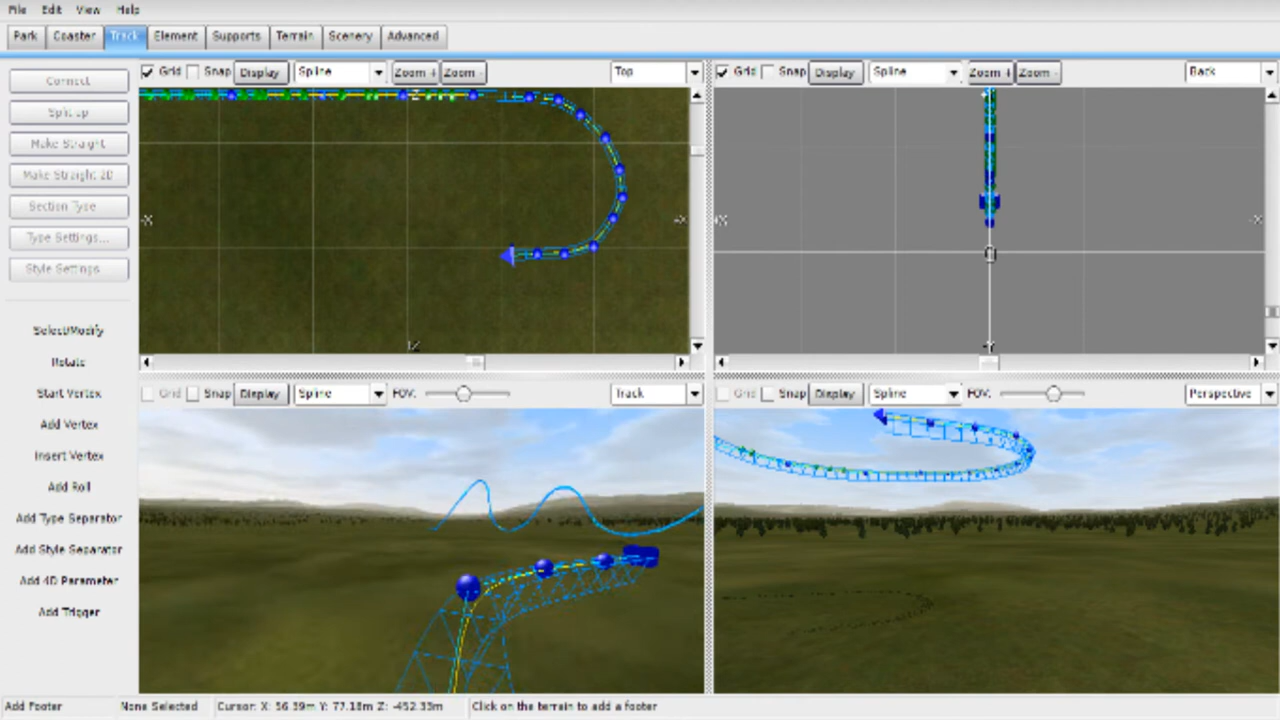 File Edit View Help
Park Coaster Track Element Supports Terrain Scenery Advanced
Connect
Split up
Make Straight
Make Straight 2D
Section Type
Type Settings...
Style Settings
Select/Modify
Rotate
Start Vertex
Add Vertex
Insert Vertex
Add Roll
Add Type Separator
Add Style Separator
Add 4D Parameter
Add Trigger
Grid Snap Display Spline Zoom + Zoom - Top
Grid Snap Display Spline Zoom + Zoom - Back
Grid Snap Display Spline FOV: Track
Grid Snap Display Spline FOV: Perspective
Add Footer None Selected Cursor: X: 56.39m Y: 77.18m Z: -452.33m Click on the terrain to add a footer